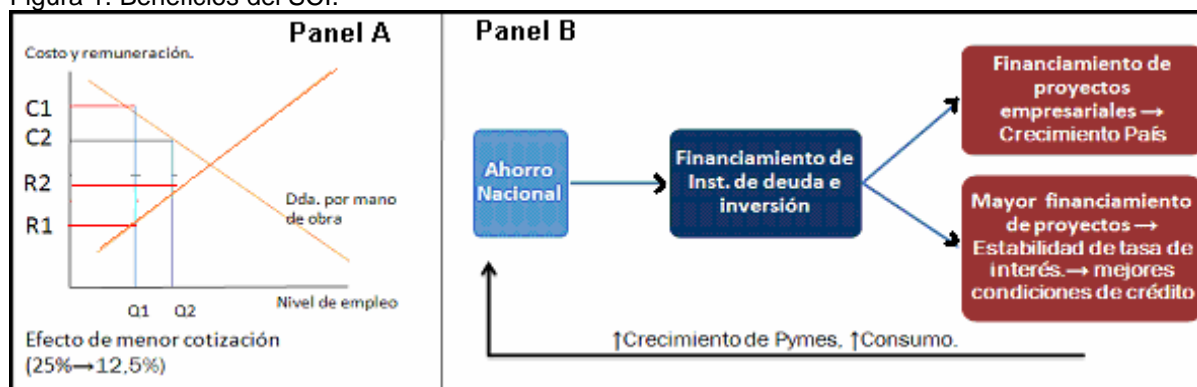 Figura 1: Beneficios del SCI.
Panel A
Costo y remuneración.
C1
C2
R2
R1
Dda. por mano
de obra
Q1
Q2
Nivel de empleo
Efecto de menor cotización
(25%→12,5%)
Panel B
Ahorro
Nacional
Financiamiento de
Inst. de deuda e
inversión
Financiamiento de
proyectos
empresariales →
Crecimiento País
Mayor financiamiento
de proyectos →
Estabilidad de tasa de
interés.→ mejores
condiciones de crédito
↑Crecimiento de Pymes, ↑Consumo.